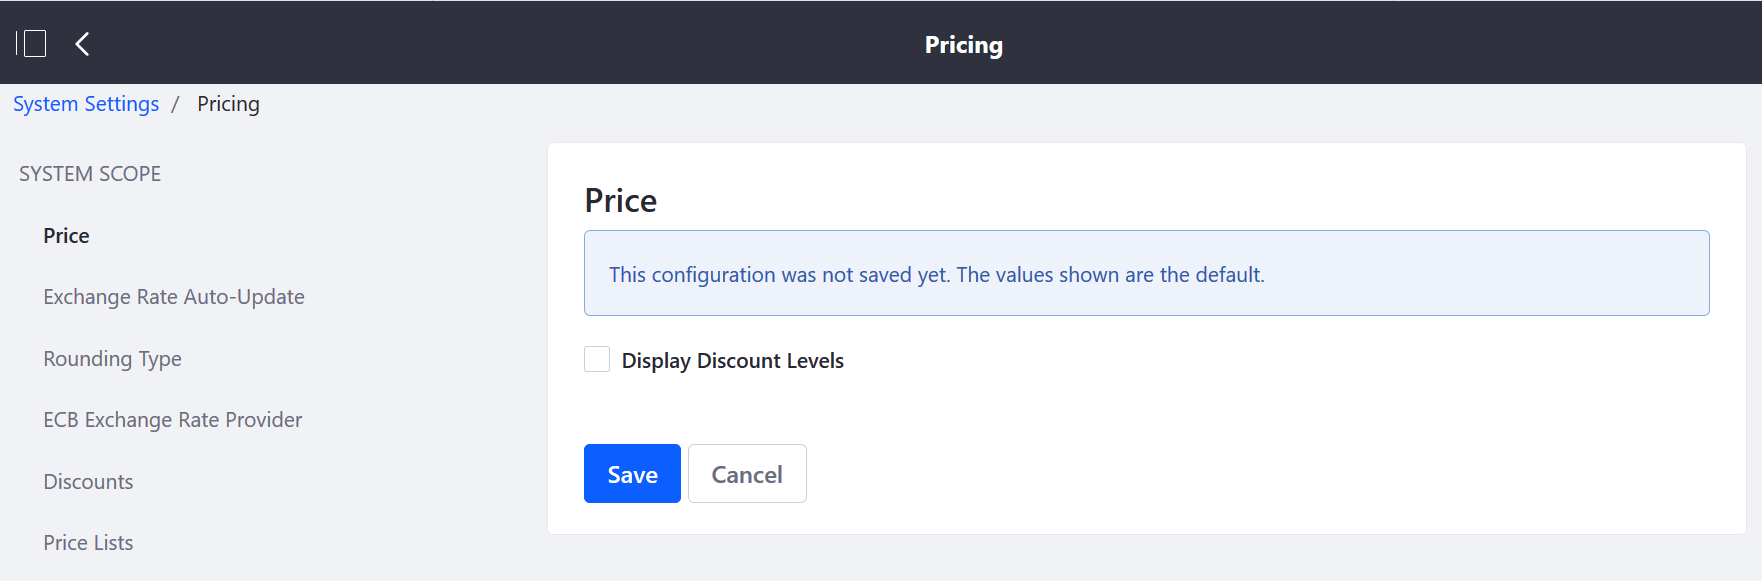 Pricing
System Settings / Pricing
SYSTEM SCOPE
Price
Exchange Rate Auto-Update
Rounding Type
ECB Exchange Rate Provider
Discounts
Price Lists
Price
This configuration was not saved yet. The values shown are the default.
Display Discount Levels
Save Cancel